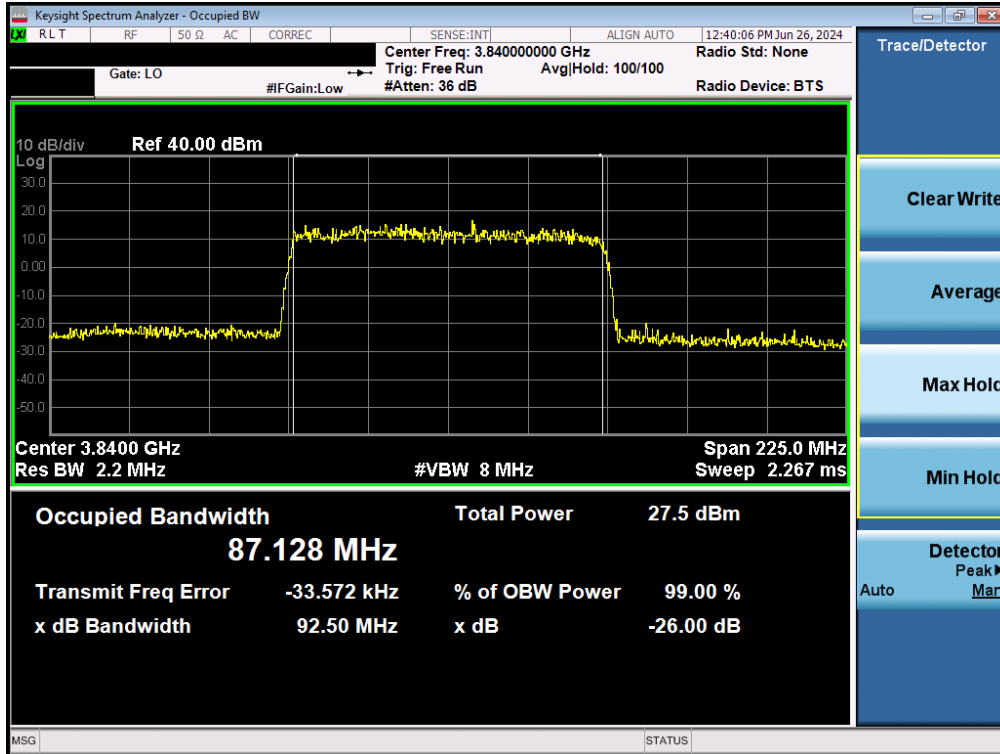 Keysight Spectrum Analyzer - Occupied BW
LXI RLT RF 50 Ω AC CORREC SENSE:INT ALIGN AUTO 12:40:06 PM Jun 26, 2024
Center Freq: 3.840000000 GHz Radio Std: None
Gate: LO Trig: Free Run Avg|Hold: 100/100
#IFGain:Low #Atten: 36 dB Radio Device: BTS
Trace/Detector
10 dB/div Ref 40.00 dBm
Log
30.0
20.0
10.0
0.00
-10.0
-20.0
-30.0
-40.0
-50.0
Center 3.8400 GHz Span 225.0 MHz
Res BW 2.2 MHz #VBW 8 MHz Sweep 2.267 ms
Occupied Bandwidth Total Power 27.5 dBm
87.128 MHz
Transmit Freq Error -33.572 kHz % of OBW Power 99.00 %
x dB Bandwidth 92.50 MHz x dB -26.00 dB
Clear Write
Average
Max Hold
Min Hold
Detector
Peak
Auto Man
MSG STATUS